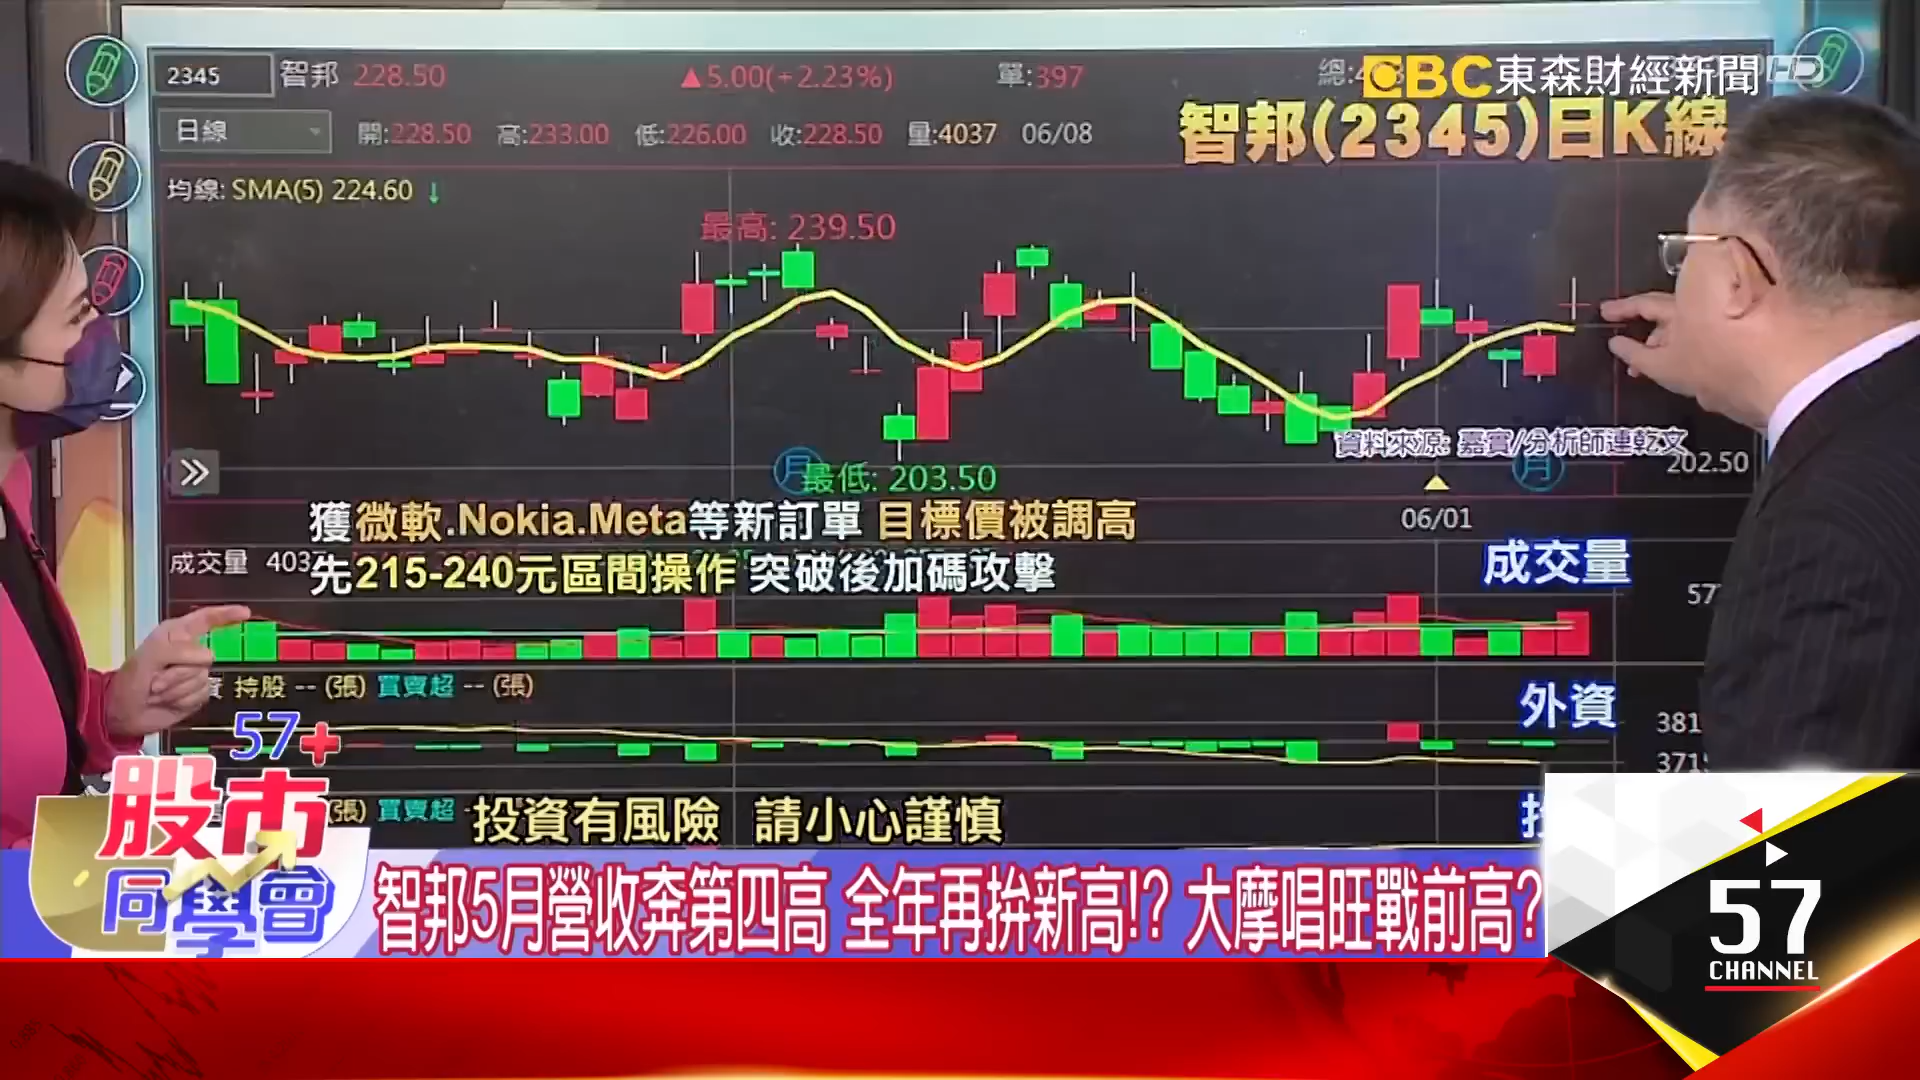 2345 智邦 228.50 ▲5.00(+2.23%) 單:397 總:
EBC 東森財經新聞 HD
日線 開:228.50 高:233.00 低:226.00 收:228.50 量:4037 06/08
智邦(2345)日K線
均線: SMA(5) 224.60 ↓
最高: 239.50
資料來源: 嘉實/分析師連乾文
月 最低: 203.50 月 202.50
06/01
獲微軟.Nokia.Meta等新訂單 目標價被調高
成交量 403
先215-240元區間操作 突破後加碼攻擊
成交量
57
持股 -- (張) 買賣超 -- (張)
外資
381
371
57+
股市
同學會
(張) 買賣超
投資有風險 請小心謹慎
智邦5月營收奔第四高 全年再拚新高!? 大摩唱旺戰前高?
57
CHANNEL